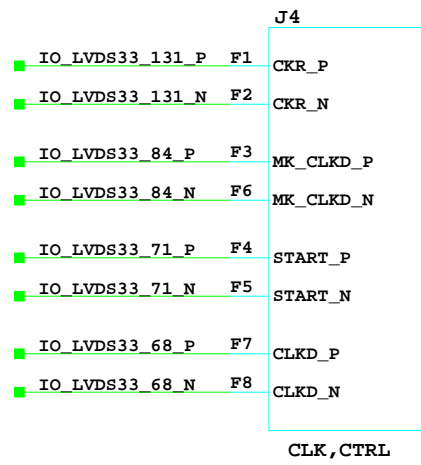 J4
IO_LVDS33_131_P F1 CKR_P
IO_LVDS33_131_N F2 CKR_N
IO_LVDS33_84_P F3 MK_CLKD_P
IO_LVDS33_84_N F6 MK_CLKD_N
IO_LVDS33_71_P F4 START_P
IO_LVDS33_71_N F5 START_N
IO_LVDS33_68_P F7 CLKD_P
IO_LVDS33_68_N F8 CLKD_N
CLK,CTRL